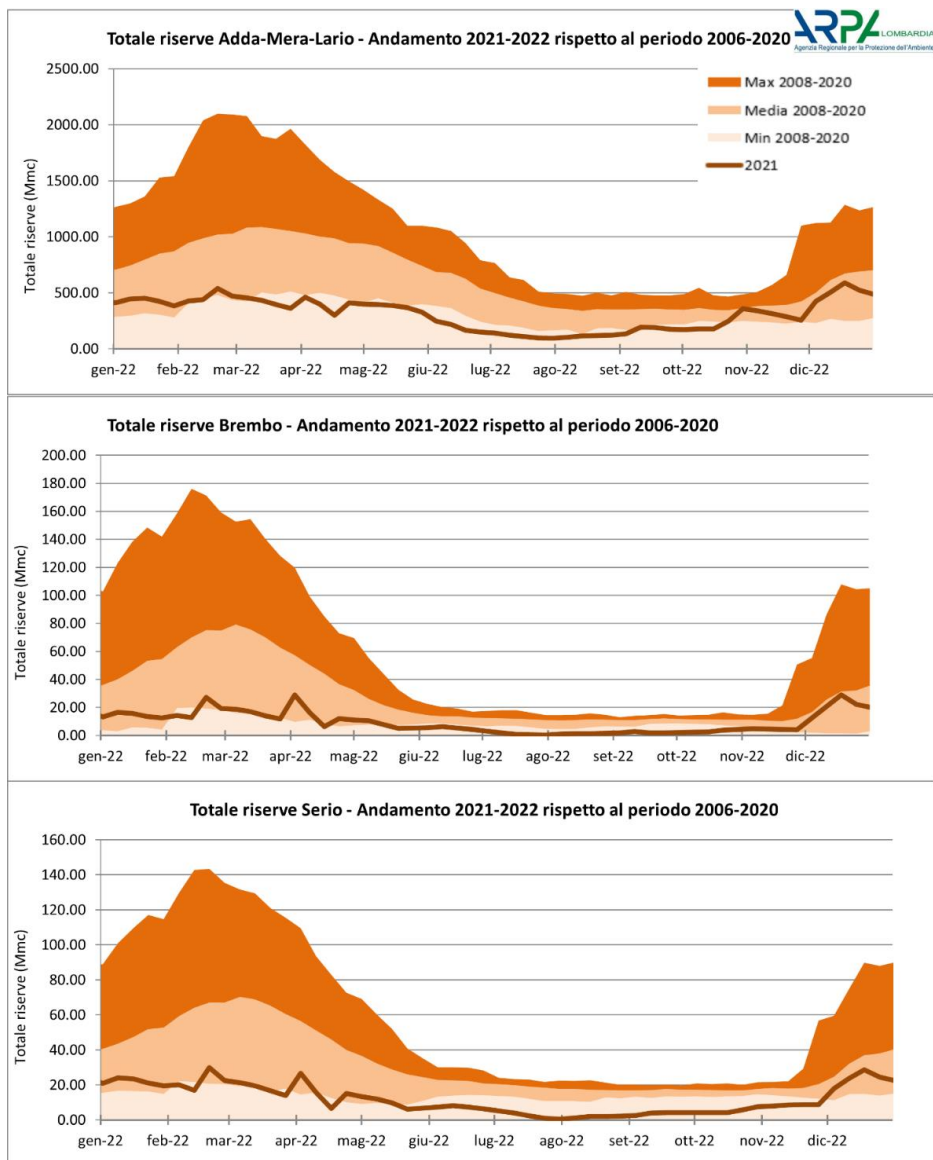 Totale riserve Adda-Mera-Lario - Andamento 2021-2022 rispetto al periodo 2006-2020
ARPA LOMBARDIA
Agenzia Regionale per la Protezione dell'Ambiente
Totale riserve (Mmc)
2500.00
2000.00
1500.00
1000.00
500.00
0.00
Max 2008-2020
Media 2008-2020
Min 2008-2020
2021
gen-22 feb-22 mar-22 apr-22 mag-22 giu-22 lug-22 ago-22 set-22 ott-22 nov-22 dic-22
Totale riserve Brembo - Andamento 2021-2022 rispetto al periodo 2006-2020
Totale riserve (Mmc)
200.00
180.00
160.00
140.00
120.00
100.00
80.00
60.00
40.00
20.00
0.00
gen-22 feb-22 mar-22 apr-22 mag-22 giu-22 lug-22 ago-22 set-22 ott-22 nov-22 dic-22
Totale riserve Serio - Andamento 2021-2022 rispetto al periodo 2006-2020
Totale riserve (Mmc)
160.00
140.00
120.00
100.00
80.00
60.00
40.00
20.00
0.00
gen-22 feb-22 mar-22 apr-22 mag-22 giu-22 lug-22 ago-22 set-22 ott-22 nov-22 dic-22